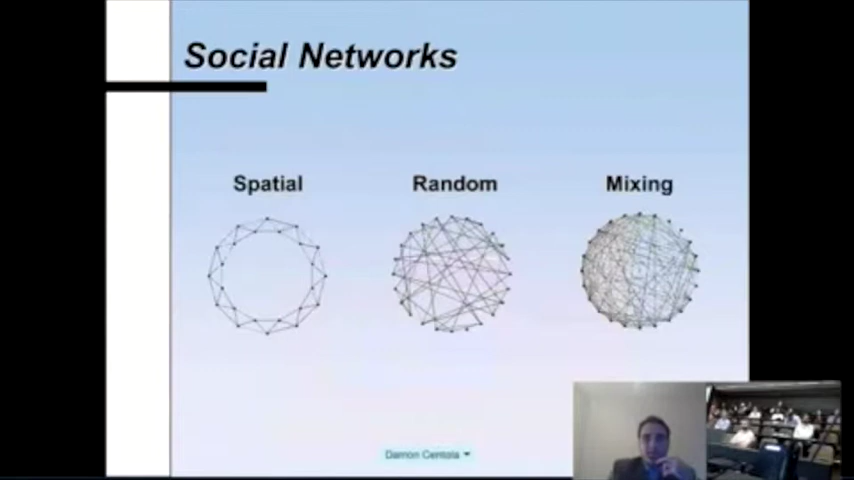 Social Networks
Spatial
Random
Mixing
Damon Centola